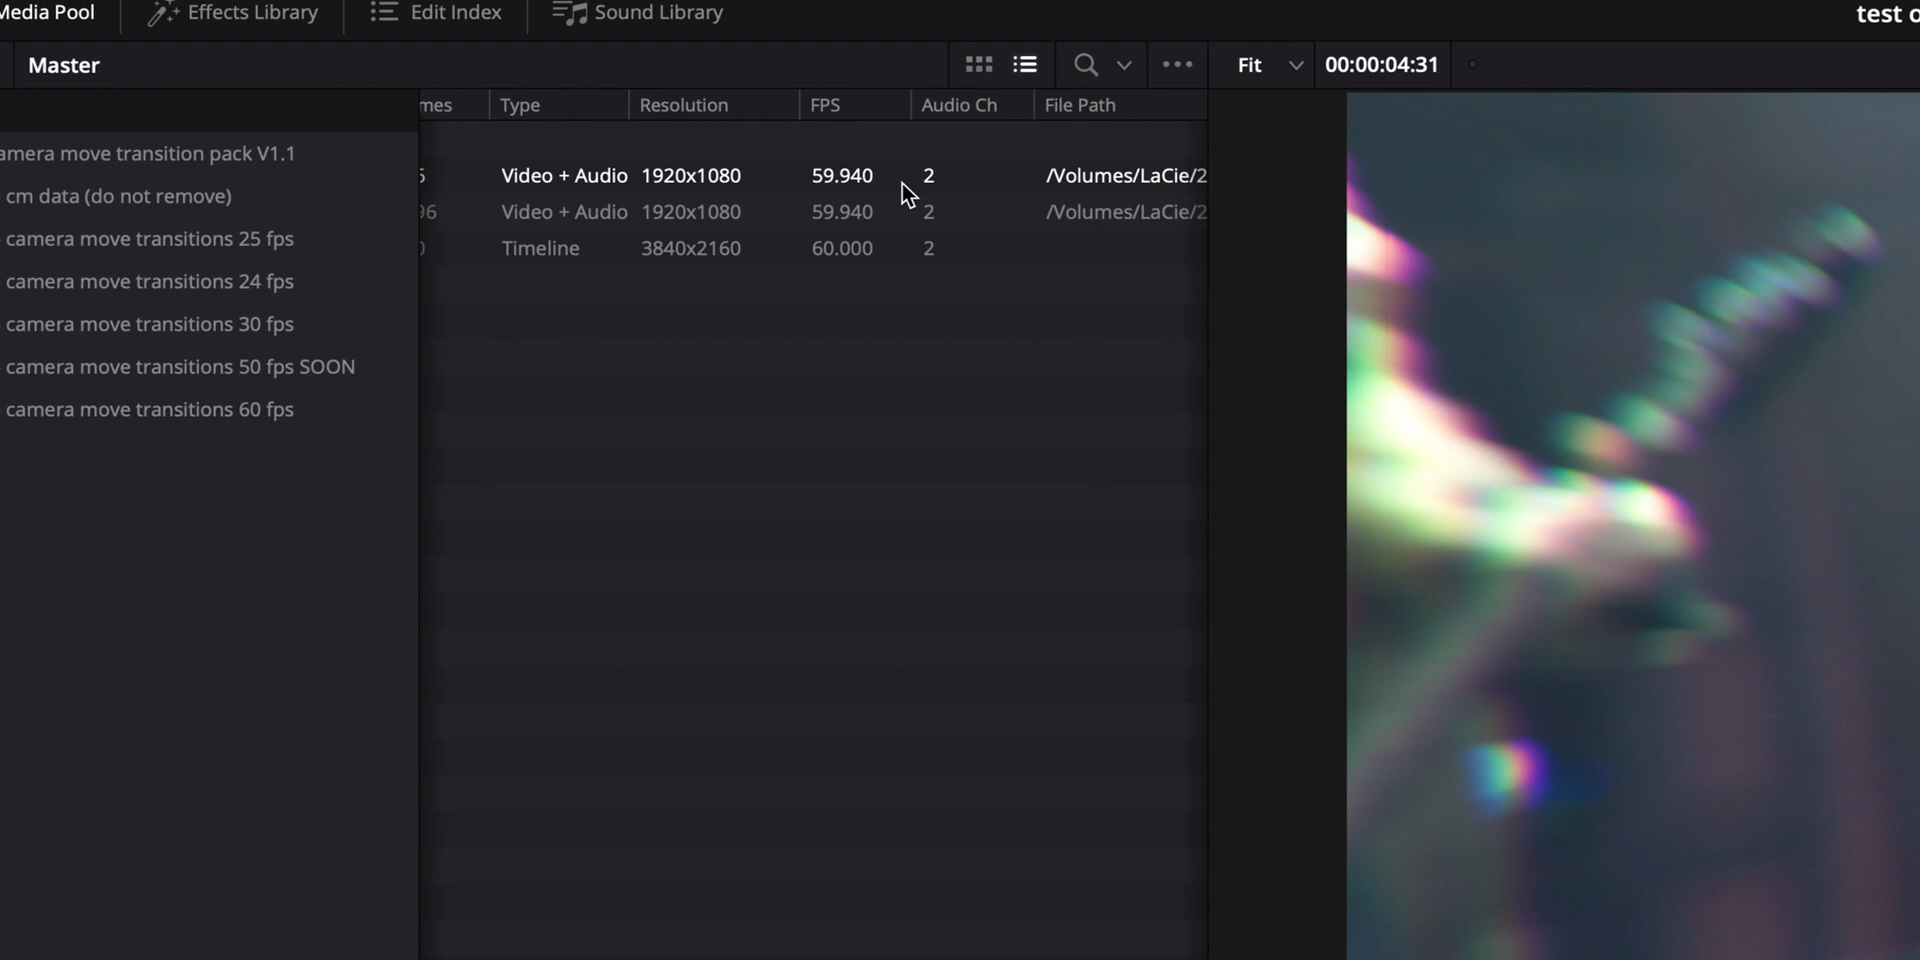 Media Pool
Effects Library
Edit Index
Sound Library
test o
Master
Fit
00:00:04:31
mes
Type
Resolution
FPS
Audio Ch
File Path
amera move transition pack V1.1
cm data (do not remove)
camera move transitions 25 fps
camera move transitions 24 fps
camera move transitions 30 fps
camera move transitions 50 fps SOON
camera move transitions 60 fps
Video + Audio 1920x1080 59.940 2 /Volumes/LaCie/2
96 Video + Audio 1920x1080 59.940 2 /Volumes/LaCie/2
Timeline 3840x2160 60.000 2